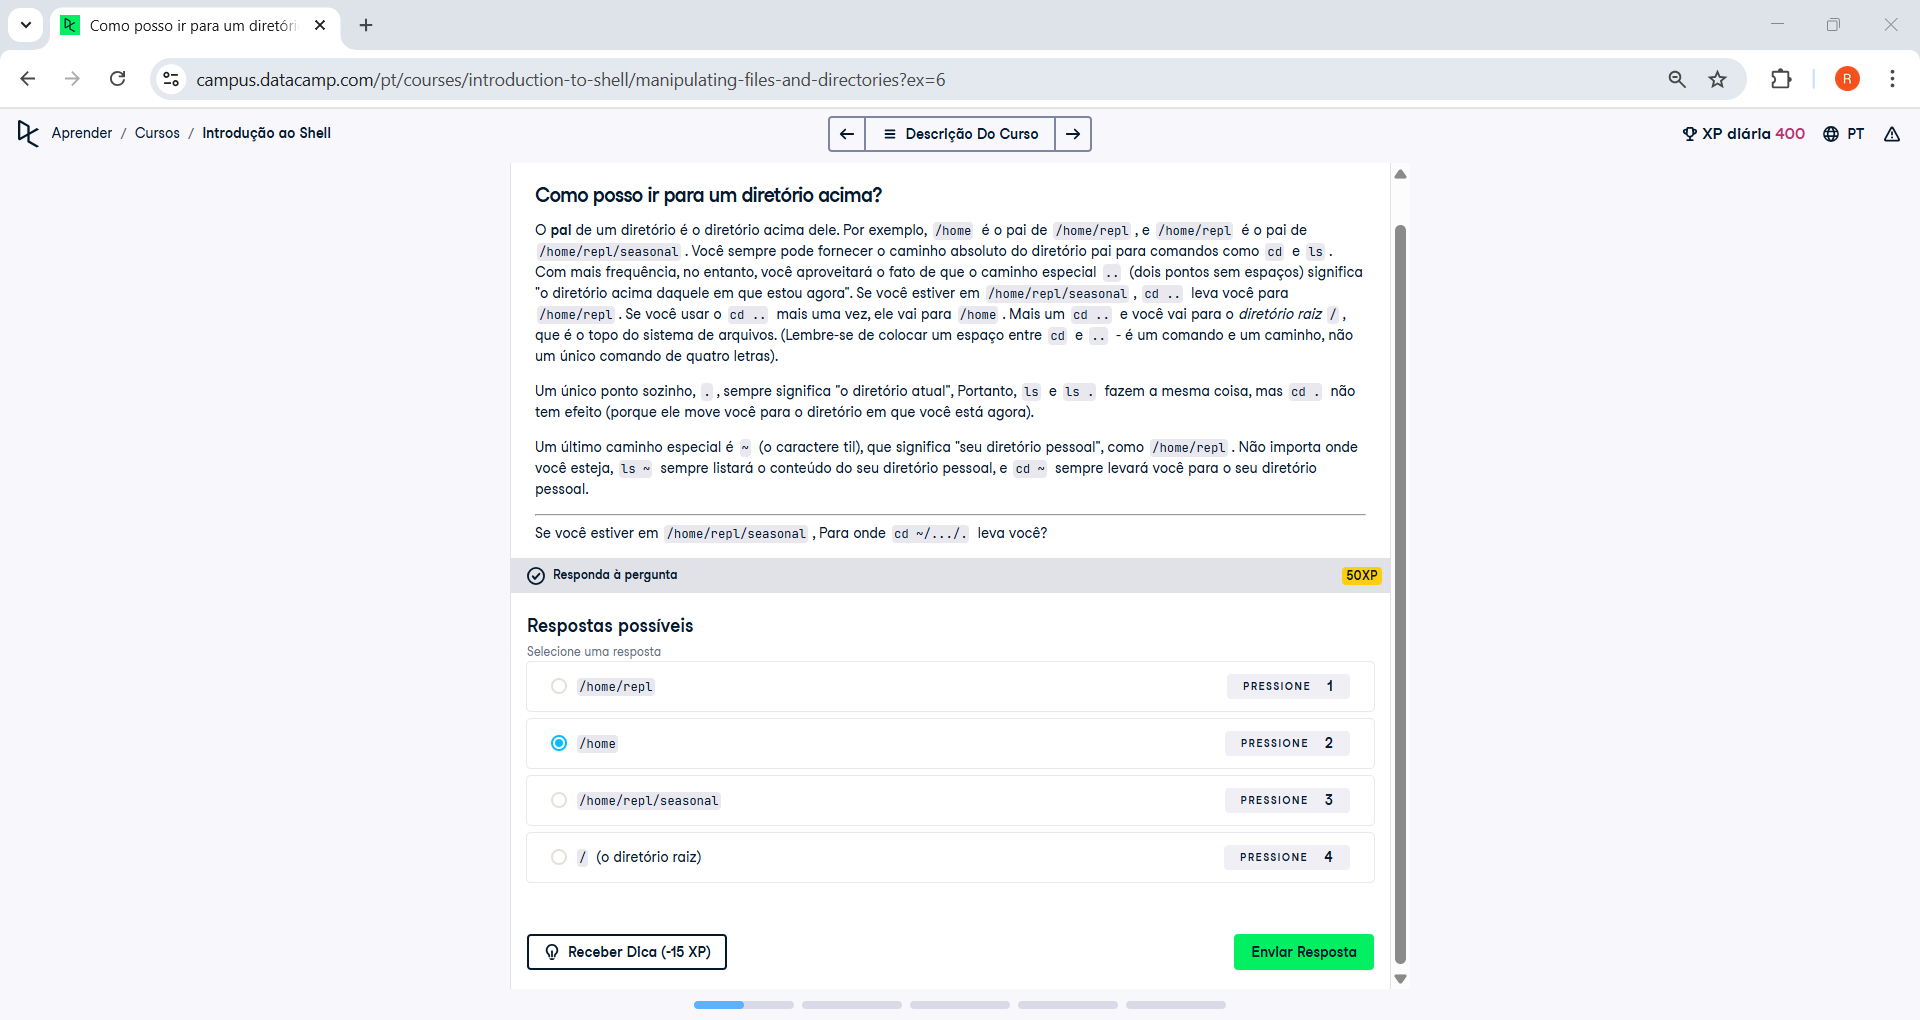 Como posso ir para um diretóri
campus.datacamp.com/pt/courses/introduction-to-shell/manipulating-files-and-directories?ex=6
R
Aprender / Cursos / Introdução ao Shell
Descrição Do Curso
XP diária 400
PT
Como posso ir para um diretório acima?
O pai de um diretório é o diretório acima dele. Por exemplo, /home é o pai de /home/repl , e /home/repl é o pai de
/home/repl/seasonal . Você sempre pode fornecer o caminho absoluto do diretório pai para comandos como cd e ls .
Com mais frequência, no entanto, você aproveitará o fato de que o caminho especial .. (dois pontos sem espaços) significa
"o diretório acima daquele em que estou agora". Se você estiver em /home/repl/seasonal , cd .. leva você para
/home/repl . Se você usar o cd .. mais uma vez, ele vai para /home . Mais um cd .. e você vai para o diretório raiz / ,
que é o topo do sistema de arquivos. (Lembre-se de colocar um espaço entre cd e .. - é um comando e um caminho, não
um único comando de quatro letras).
Um único ponto sozinho, . , sempre significa "o diretório atual", Portanto, ls e ls . fazem a mesma coisa, mas cd . não
tem efeito (porque ele move você para o diretório em que você está agora).
Um último caminho especial é ~ (o caractere til), que significa "seu diretório pessoal", como /home/repl . Não importa onde
você esteja, ls ~ sempre listará o conteúdo do seu diretório pessoal, e cd ~ sempre levará você para o seu diretório
pessoal.
Se você estiver em /home/repl/seasonal , Para onde cd ~/.../. leva você?
Responda à pergunta
50XP
Respostas possíveis
Selecione uma resposta
/home/repl
PRESSIONE 1
/home
PRESSIONE 2
/home/repl/seasonal
PRESSIONE 3
/ (o diretório raiz)
PRESSIONE 4
Receber Dica (-15 XP)
Enviar Resposta